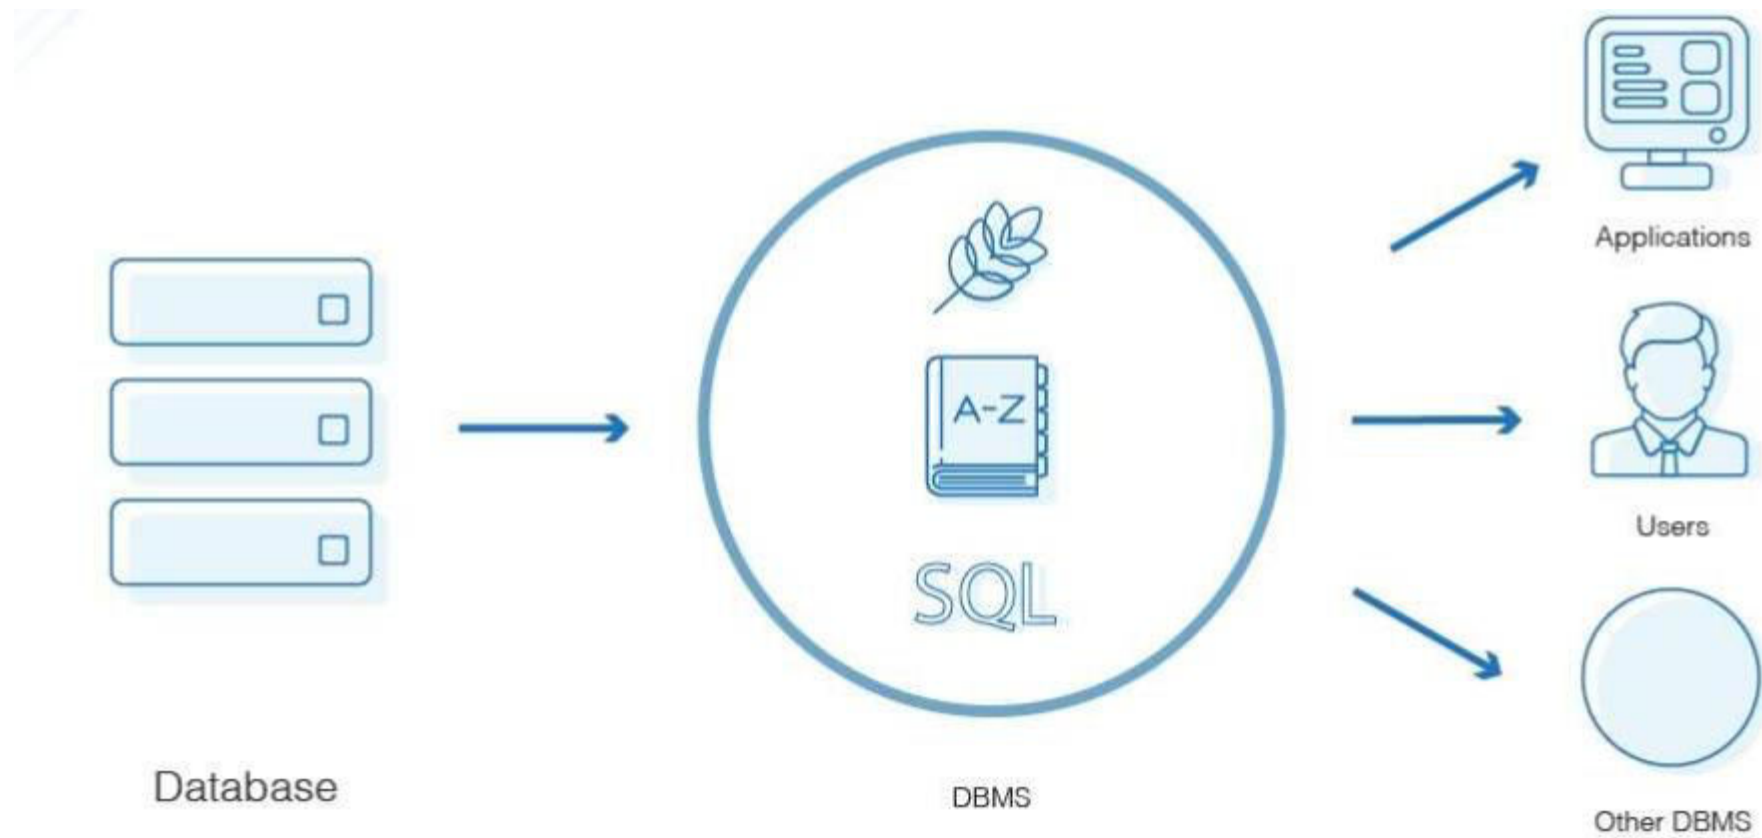 Applications
A-Z
Users
SQL
Database
DBMS
Other DBMS